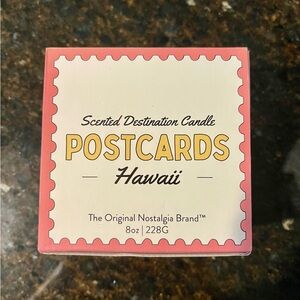 Scented Destination Candle
POSTCARDS
Hawaii
The Original Nostalgia Brand™
8oz | 228G